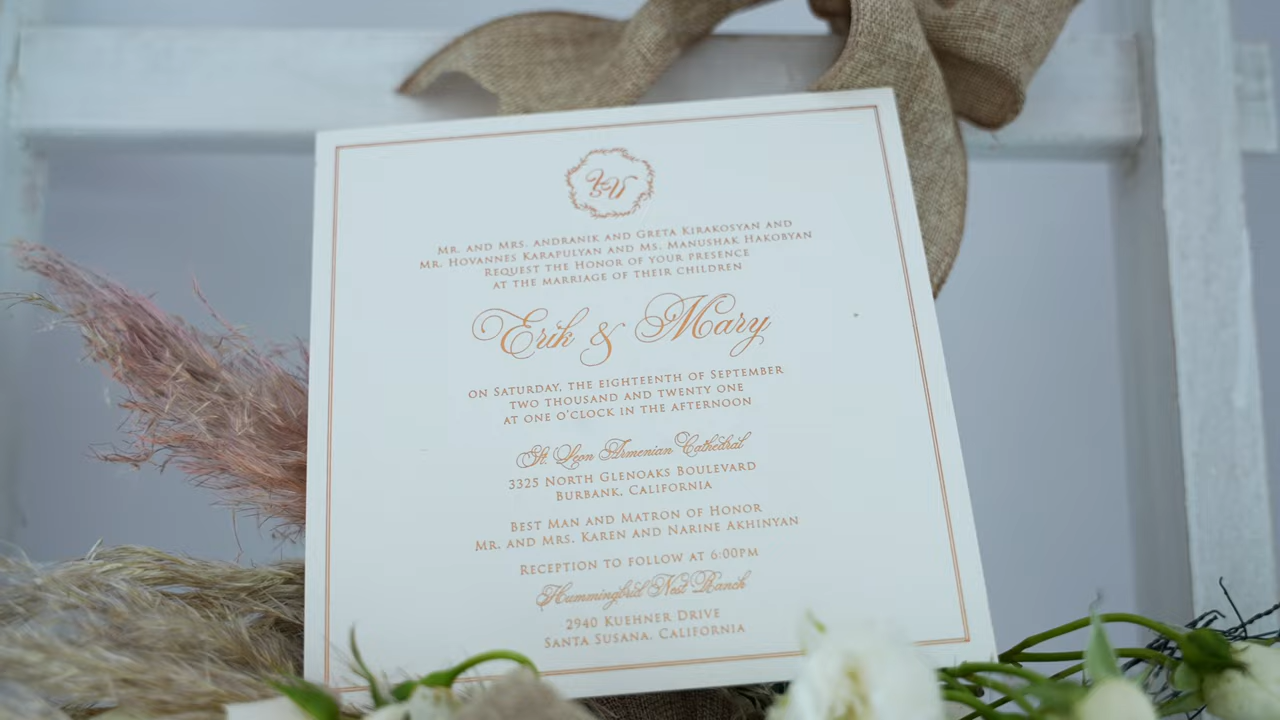 Mr. and Mrs. Andranik and Greta Kirakosyan and
Mr. Hovannes Karapulyan and Ms. Manushak Hakobyan
Request the Honor of your presence
at the marriage of their children
Erik & Mary
on Saturday, the eighteenth of September
two thousand and twenty one
at one o'clock in the afternoon
St. Leon Armenian Cathedral
3325 North Glenoaks Boulevard
Burbank, California
Best Man and Matron of Honor
Mr. and Mrs. Karen and Narine Akhinyan
Reception to follow at 6:00pm
Hummingbrid Nest Ranch
2940 Kuehner Drive
Santa Susana, California